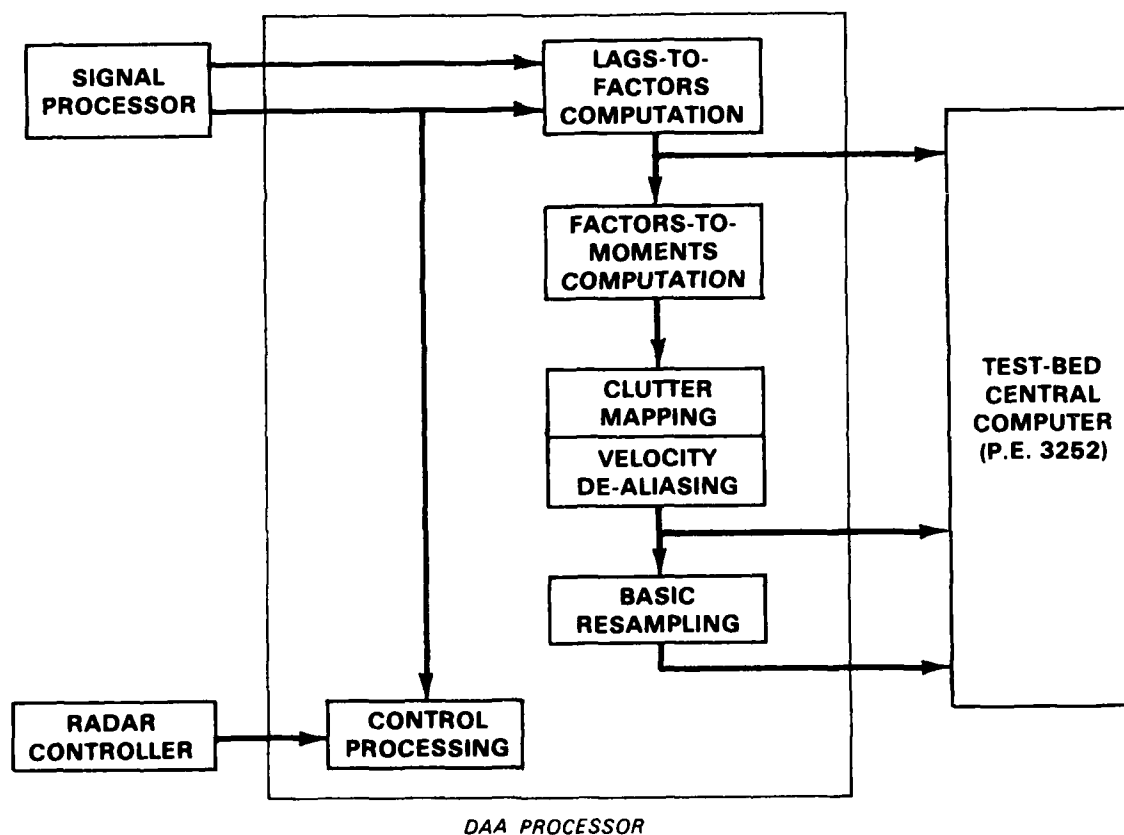 SIGNAL
PROCESSOR
LAGS-TO-
FACTORS
COMPUTATION
FACTORS-TO-
MOMENTS
COMPUTATION
CLUTTER
MAPPING
VELOCITY
DE-ALIASING
BASIC
RESAMPLING
TEST-BED
CENTRAL
COMPUTER
(P.E. 3252)
RADAR
CONTROLLER
CONTROL
PROCESSING
DAA PROCESSOR